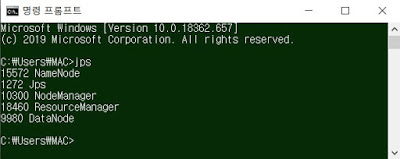 명령 프롬프트
Microsoft Windows [Version 10.0.18362.657]
(c) 2019 Microsoft Corporation. All rights reserved.
C:\Users\MAC>jps
15572 NameNode
1272 Jps
10300 NodeManager
18460 ResourceManager
9980 DataNode
C:\Users\MAC>